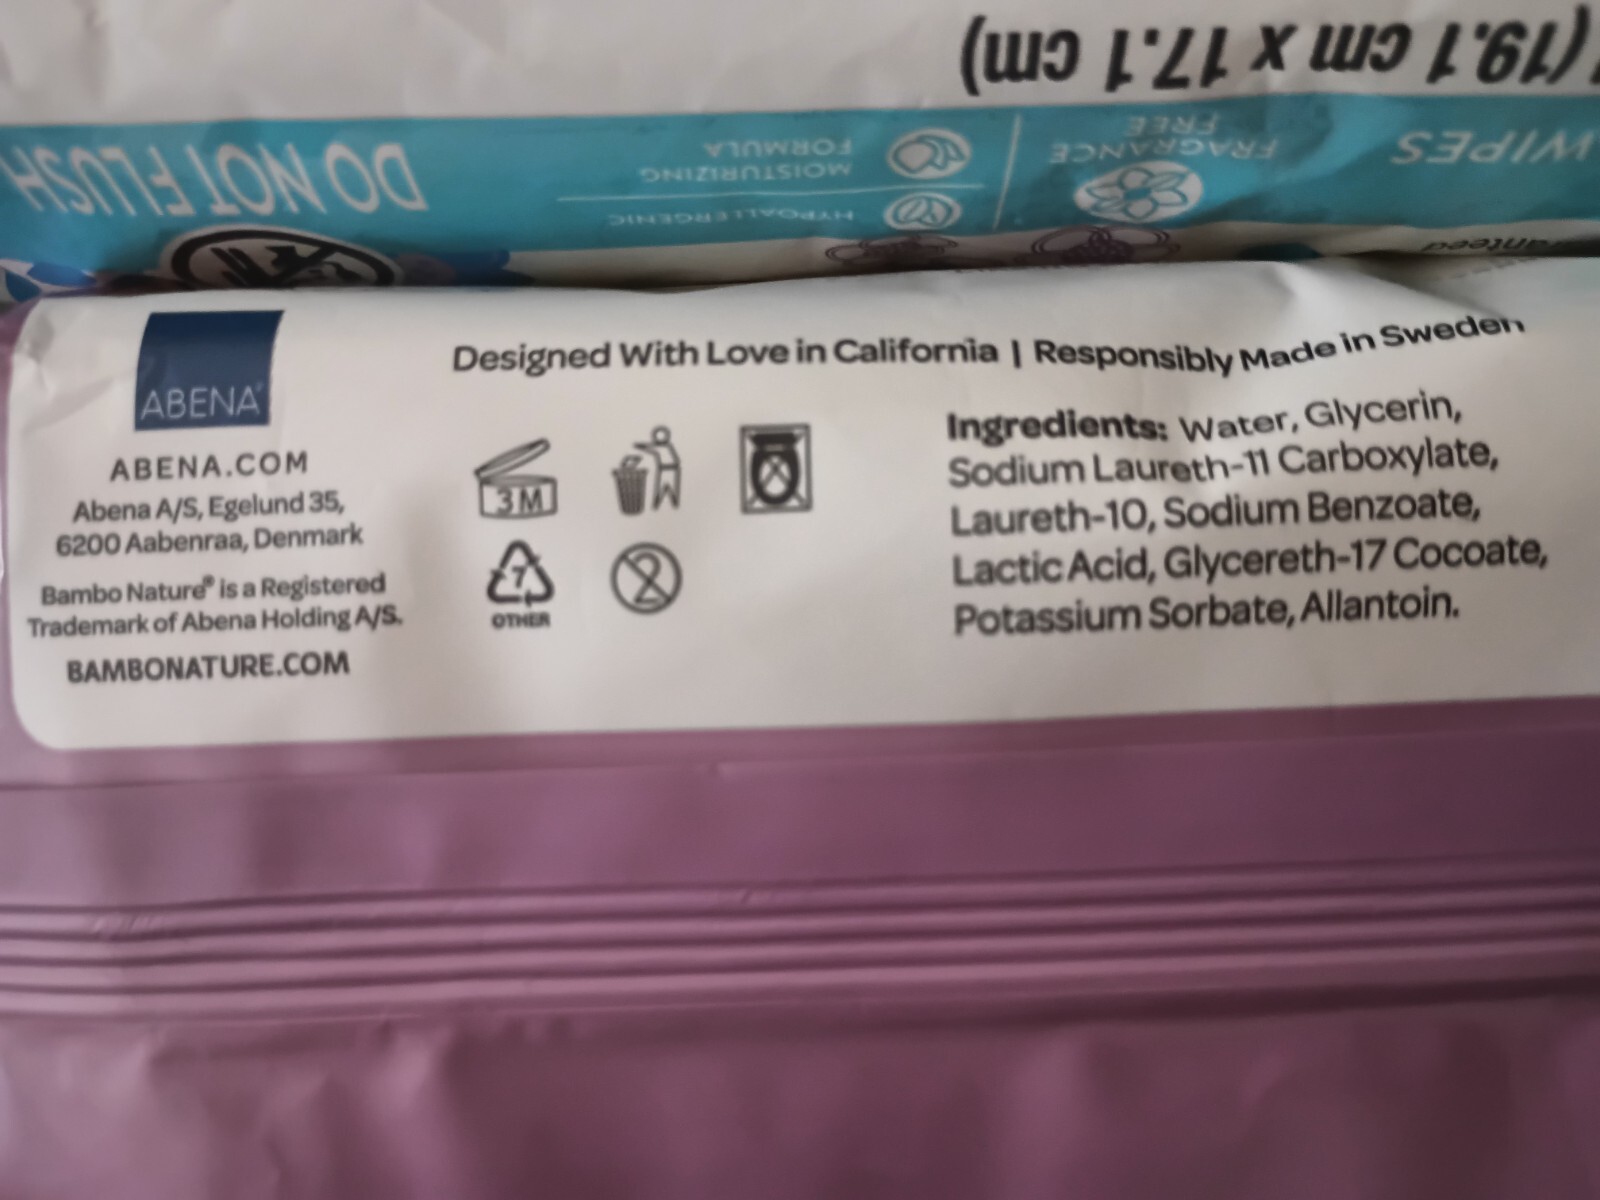 (19.1 cm x 17.1 cm)
WIPES
FRAGRANCE
FREE
HYPOALLERGENIC
MOISTURIZING
FORMULA
DO NOT FLUSH
ABENA
ABENA.COM
Abena A/S, Egelund 35,
6200 Aabenraa, Denmark
Bambo Nature® is a Registered
Trademark of Abena Holding A/S.
BAMBONATURE.COM
Designed With Love in California | Responsibly Made in Sweden
3 M
7
OTHER
2
Ingredients: Water, Glycerin,
Sodium Laureth-11 Carboxylate,
Laureth-10, Sodium Benzoate,
Lactic Acid, Glycereth-17 Cocoate,
Potassium Sorbate, Allantoin.